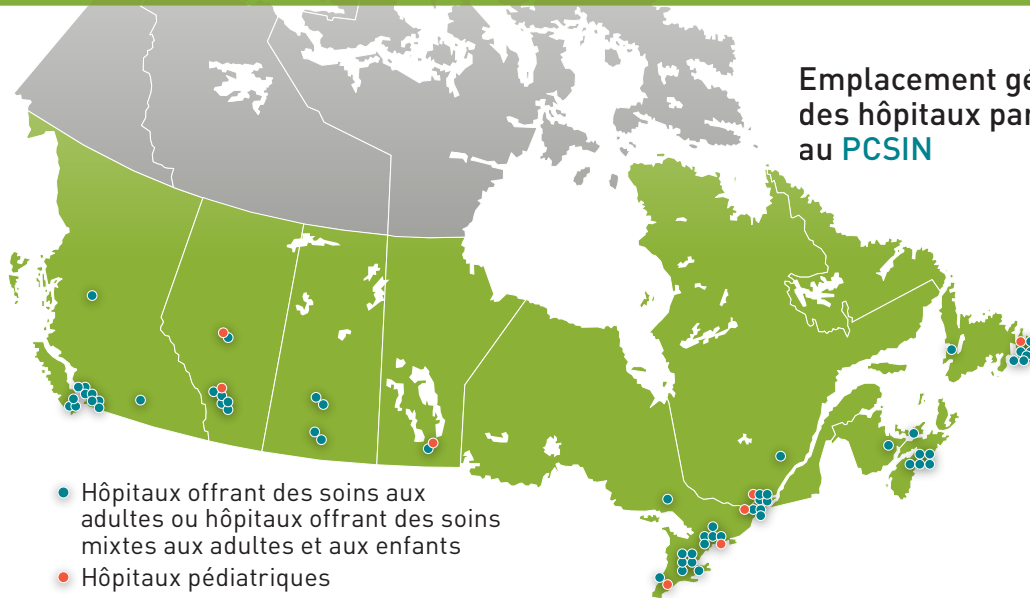 Emplacement gé
des hôpitaux par
au PCSIN
Hôpitaux offrant des soins aux
adultes ou hôpitaux offrant des soins
mixtes aux adultes et aux enfants
Hôpitaux pédiatriques